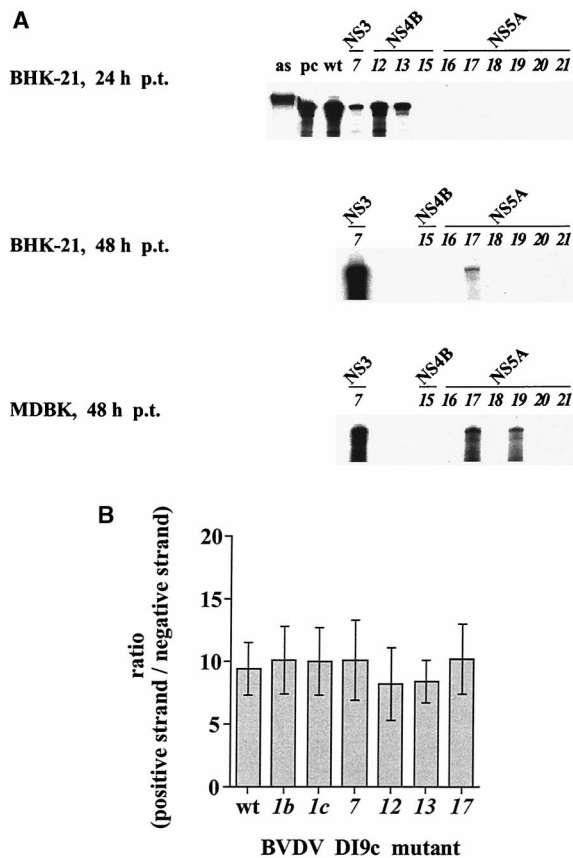 A
NS3 NS4B NS5A
as pc wt 7 12 13 15 16 17 18 19 20 21
BHK-21, 24 h p.t.
NS3 NS4B NS5A
7 15 16 17 18 19 20 21
BHK-21, 48 h p.t.
NS3 NS4B NS5A
7 15 16 17 18 19 20 21
MDBK, 48 h p.t.
B
ratio
(positive strand / negative strand)
20
15
10
5
0
wt 1b 1c 7 12 13 17
BVDV DI9c mutant